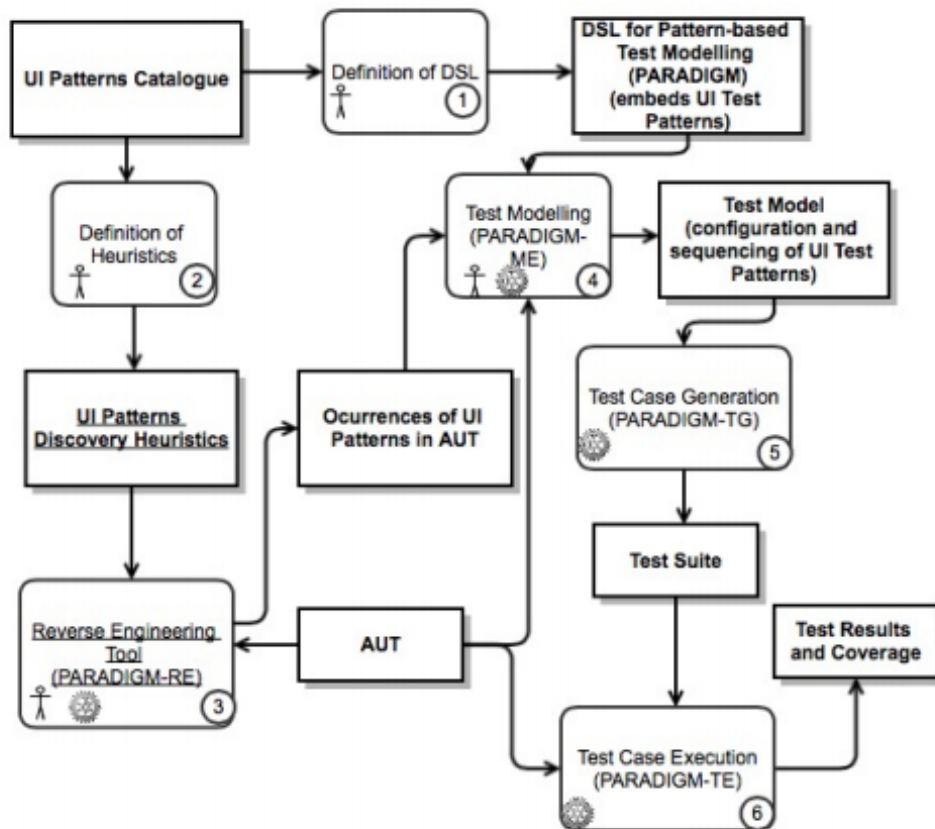 UI Patterns Catalogue
Definition of DSL
1
DSL for Pattern-based
Test Modelling
(PARADIGM)
(embeds UI Test
Patterns)
Definition of
Heuristics
2
Test Modelling
(PARADIGM-
ME)
4
Test Model
(configuration and
sequencing of UI Test
Patterns)
UI Patterns
Discovery Heuristics
Ocurrences of UI
Patterns in AUT
Test Case Generation
(PARADIGM-TG)
5
Test Suite
Reverse Engineering
Tool
(PARADIGM-RE)
3
AUT
Test Results
and Coverage
Test Case Execution
(PARADIGM-TE)
6